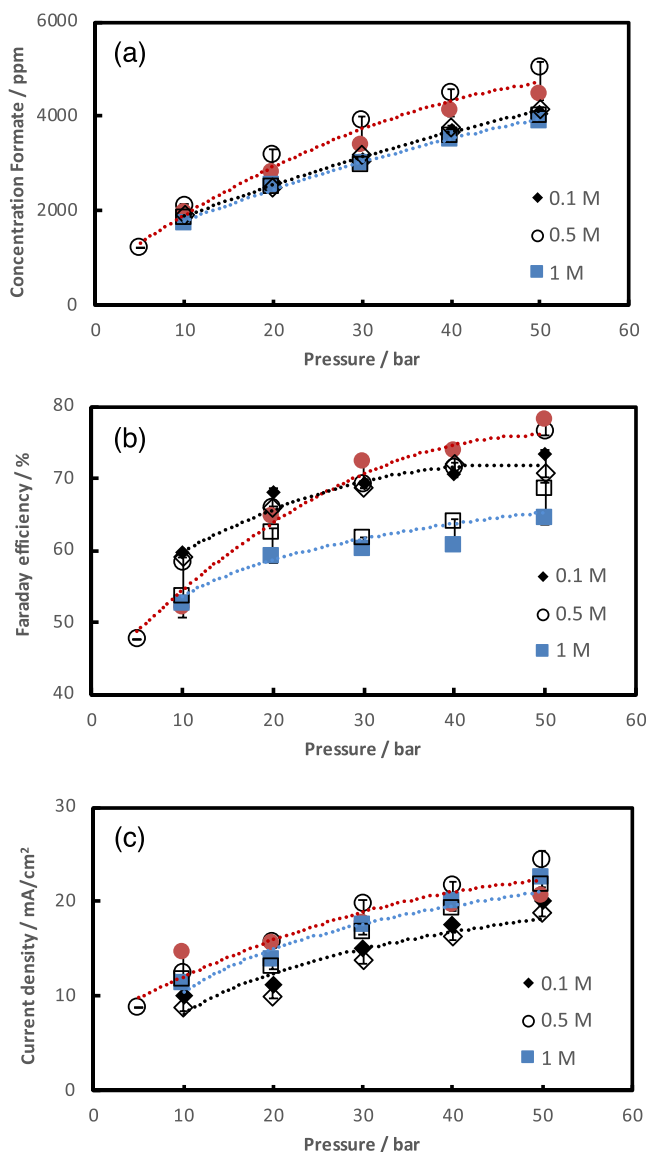 (a)
Concentration Formate / ppm
6000
4000
2000
0
0 10 20 30 40 50 60
Pressure / bar
0.1 M
0.5 M
1 M
(b)
Faraday efficiency / %
80
70
60
50
40
0 10 20 30 40 50 60
Pressure / bar
0.1 M
0.5 M
1 M
(c)
Current density / mA/cm²
30
20
10
0
0 10 20 30 40 50 60
Pressure / bar
0.1 M
0.5 M
1 M